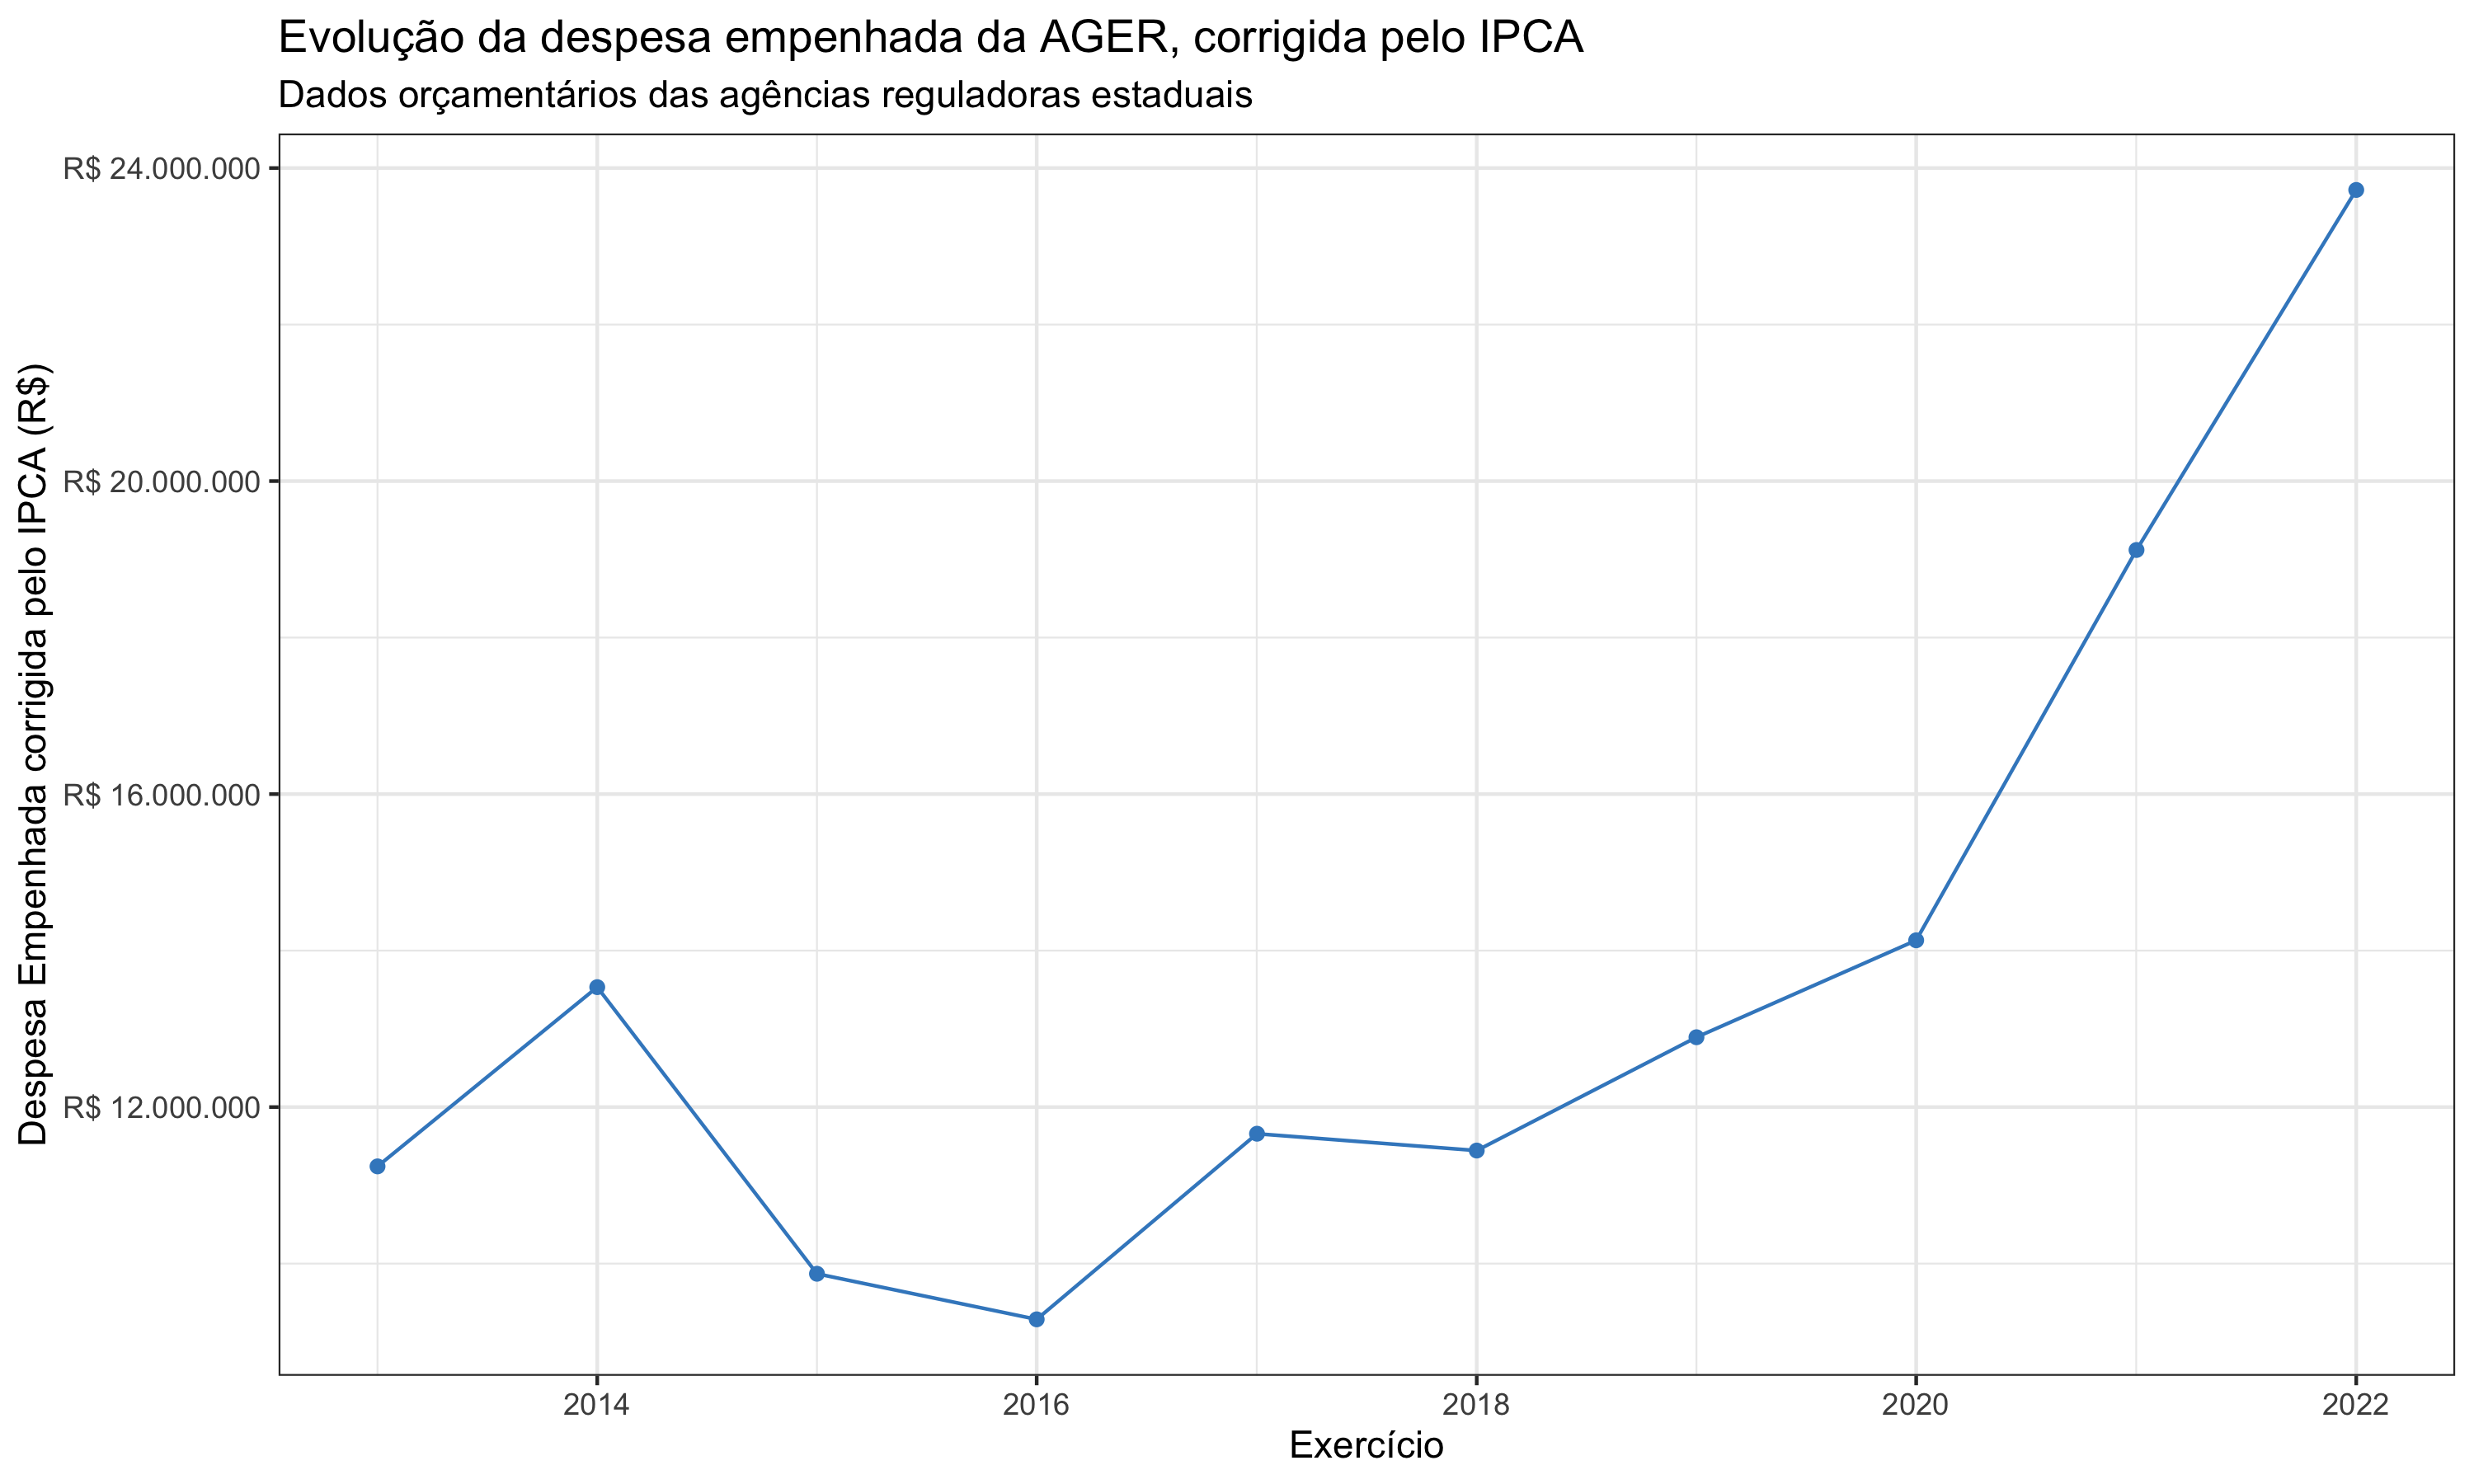 Evolução da despesa empenhada da AGER, corrigida pelo IPCA
Dados orçamentários das agências reguladoras estaduais
Despesa Empenhada corrigida pelo IPCA (R$)
R$ 24.000.000
R$ 20.000.000
R$ 16.000.000
R$ 12.000.000
2014 2016 2018 2020 2022
Exercício